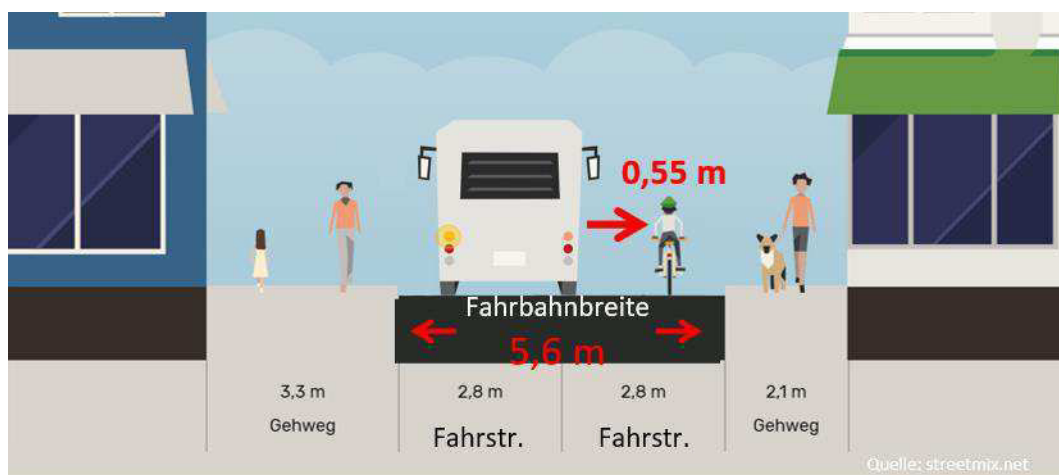 0,55 m
Fahrbahnbreite
5,6 m
3,3 m
Gehweg
2,8 m
Fahrstr.
2,8 m
Fahrstr.
2,1 m
Gehweg
Quelle: streetmix.net